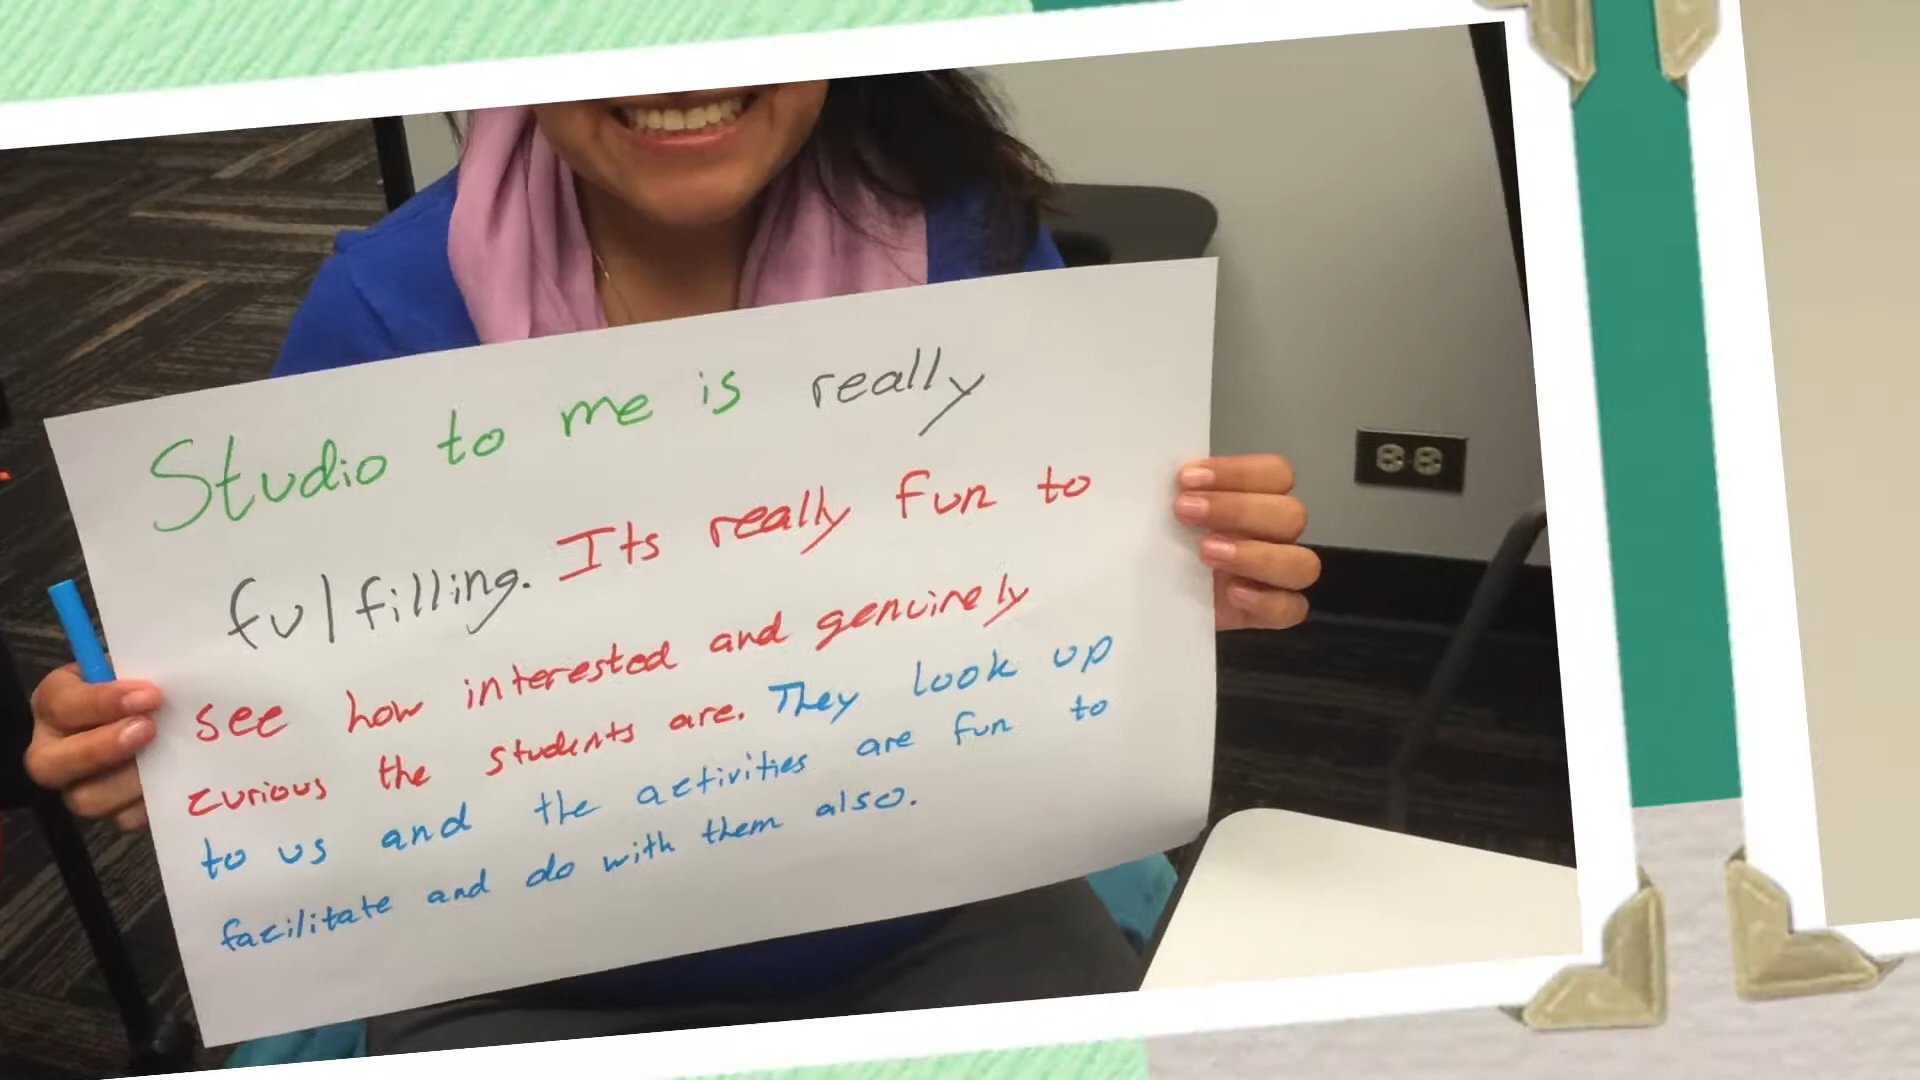 Studio to me is really
fulfilling. Its really fun to
see how interested and genuinely
curious the students are. They look up
to us and the activities are fun to
facilitate and do with them also.